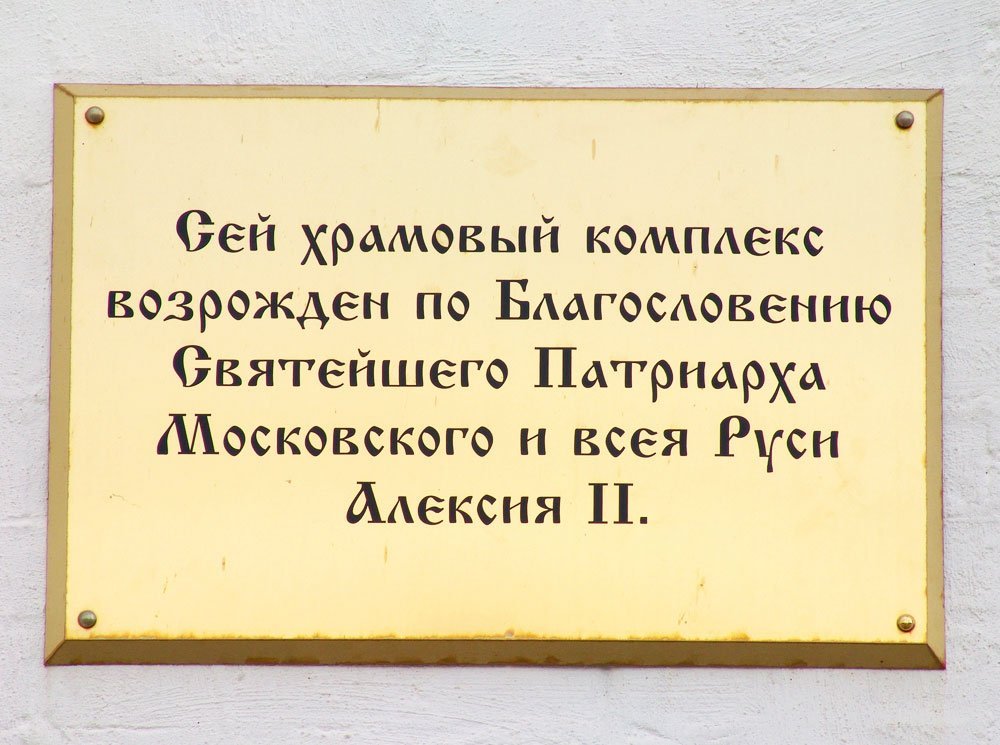 Сей храмовый комплекс
возрожден по Благословению
Святейшего Патриарха
Московского и всея Руси
Алексия II.